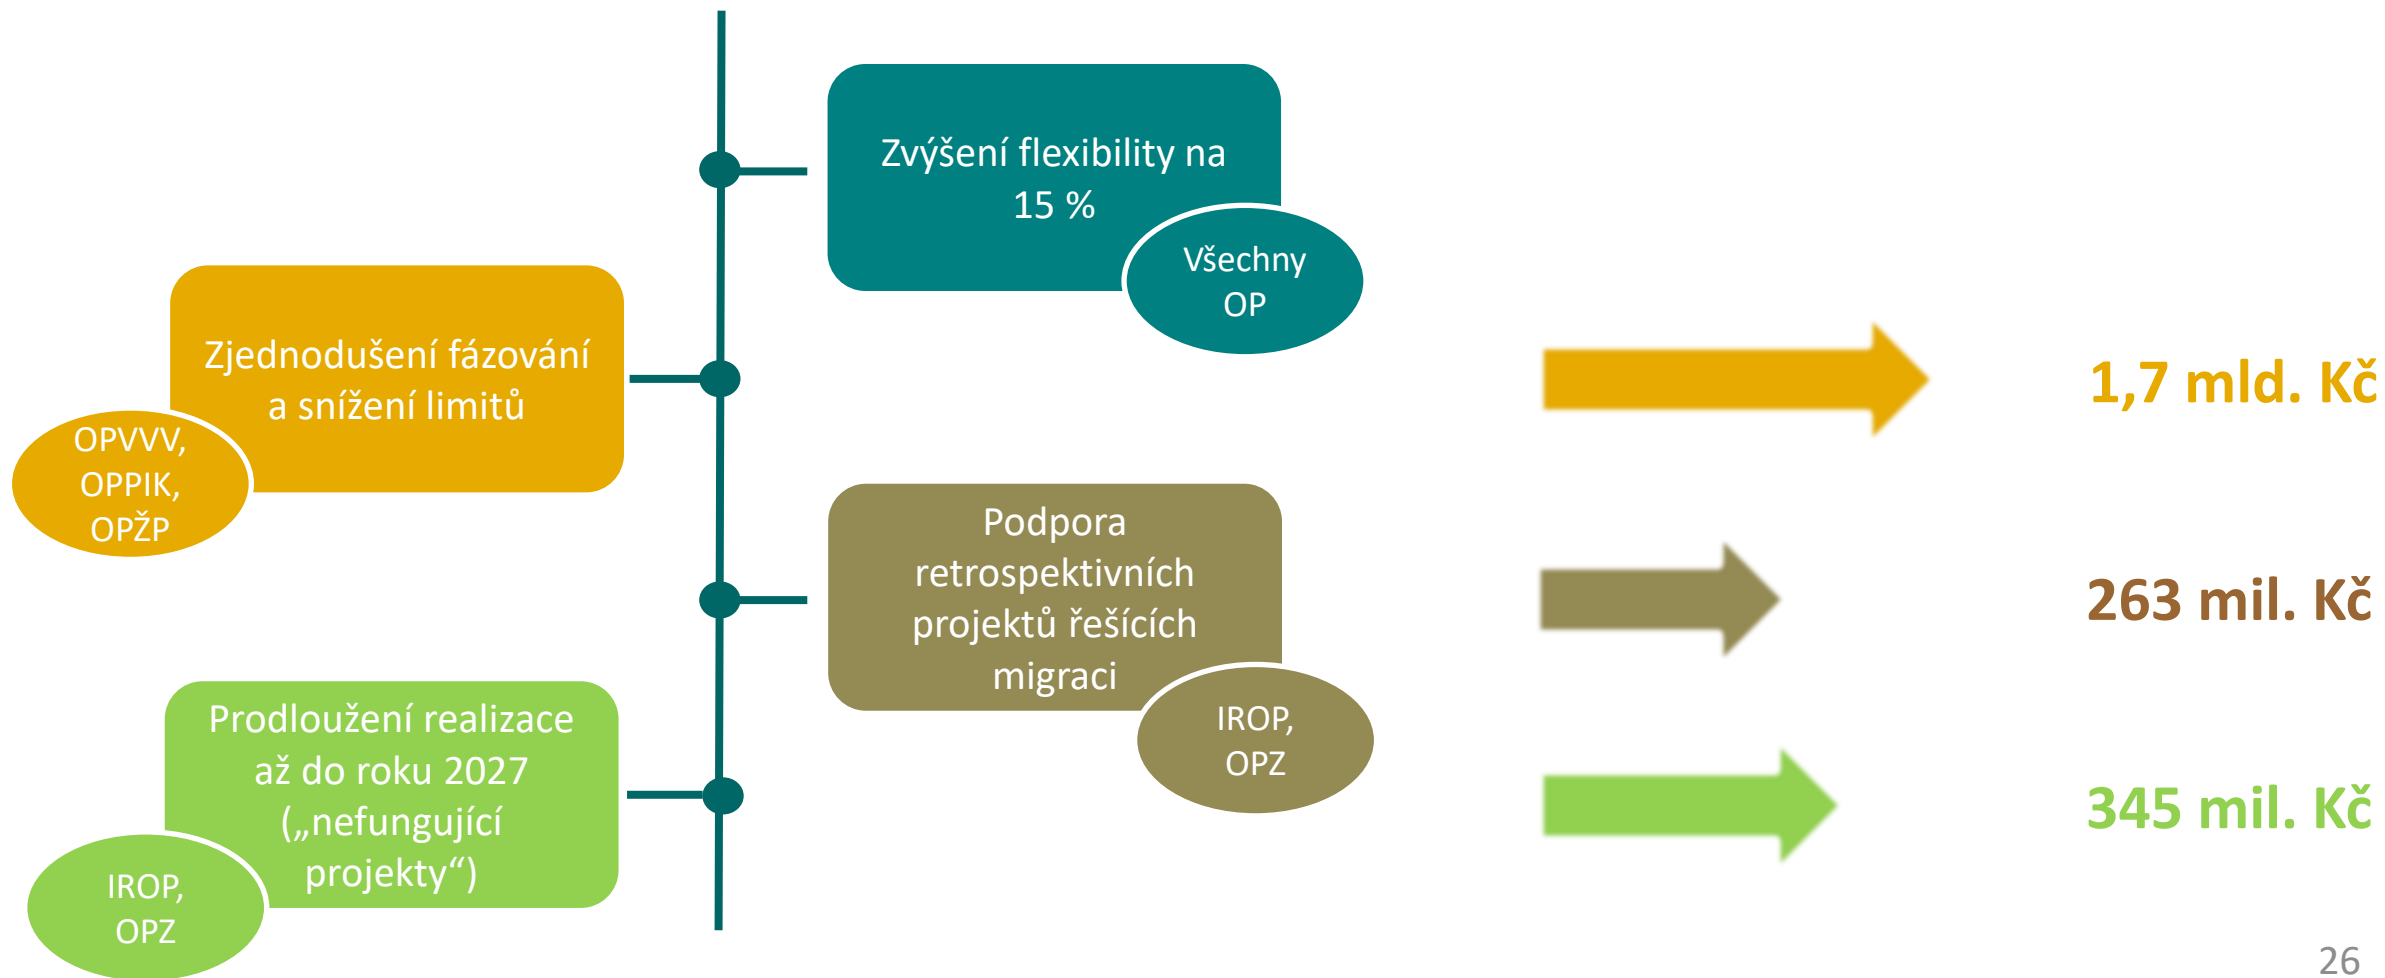 Zvýšení flexibility na
15 %
Všechny
OP
Zjednodušení fázování
a snížení limitů
OPVVV,
OPPIK,
OPŽP
1,7 mld. Kč
Podpora
retrospektivních
projektů řešících
migraci
IROP,
OPZ
263 mil. Kč
Prodloužení realizace
až do roku 2027
(„nefungující
projekty“)
IROP,
OPZ
345 mil. Kč
26